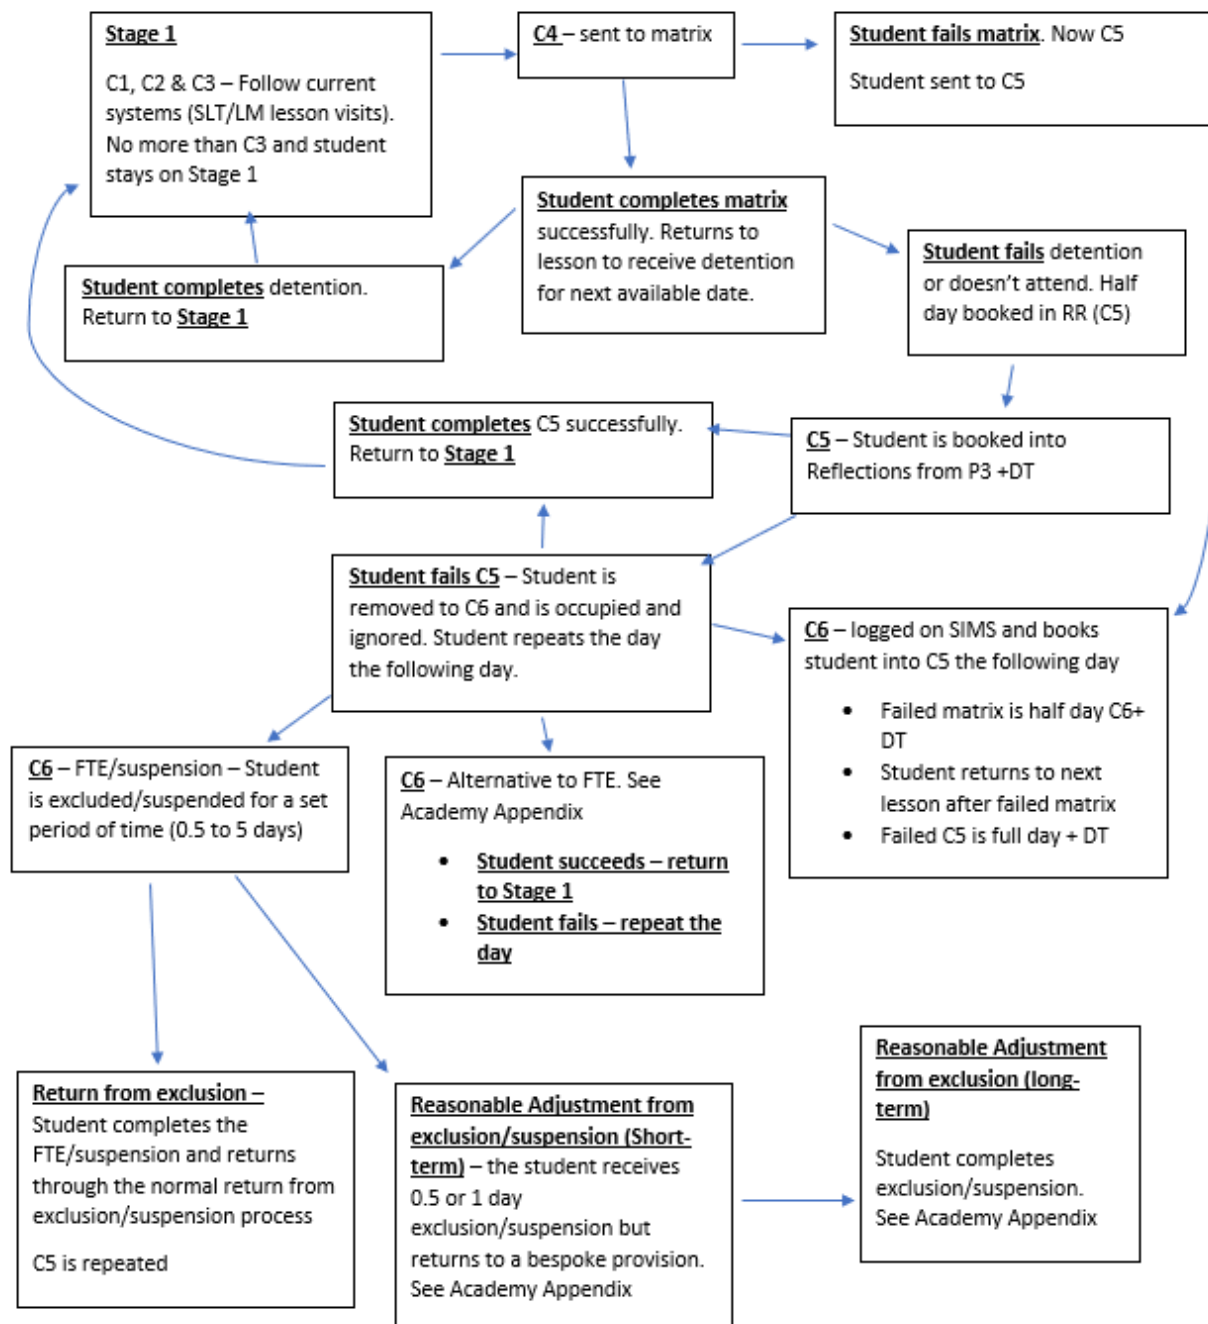 Stage 1
C1, C2 & C3 – Follow current
systems (SLT/LM lesson visits).
No more than C3 and student
stays on Stage 1
C4 – sent to matrix
Student fails matrix. Now C5
Student sent to C5
Student completes matrix
successfully. Returns to
lesson to receive detention
for next available date.
Student fails detention
or doesn't attend. Half
day booked in RR (C5)
Student completes detention.
Return to Stage 1
Student completes C5 successfully.
Return to Stage 1
C5 – Student is booked into
Reflections from P3 +DT
Student fails C5 – Student is
removed to C6 and is occupied and
ignored. Student repeats the day
the following day.
C6 – logged on SIMS and books
student into C5 the following day
• Failed matrix is half day C6+
DT
• Student returns to next
lesson after failed matrix
• Failed C5 is full day + DT
C6 – FTE/suspension – Student
is excluded/suspended for a set
period of time (0.5 to 5 days)
C6 – Alternative to FTE. See
Academy Appendix
• Student succeeds – return
to Stage 1
• Student fails – repeat the
day
Return from exclusion –
Student completes the
FTE/suspension and returns
through the normal return from
exclusion/suspension process
C5 is repeated
Reasonable Adjustment from
exclusion/suspension (Short-
term) – the student receives
0.5 or 1 day
exclusion/suspension but
returns to a bespoke provision.
See Academy Appendix
Reasonable Adjustment
from exclusion (long-
term)
Student completes
exclusion/suspension.
See Academy Appendix